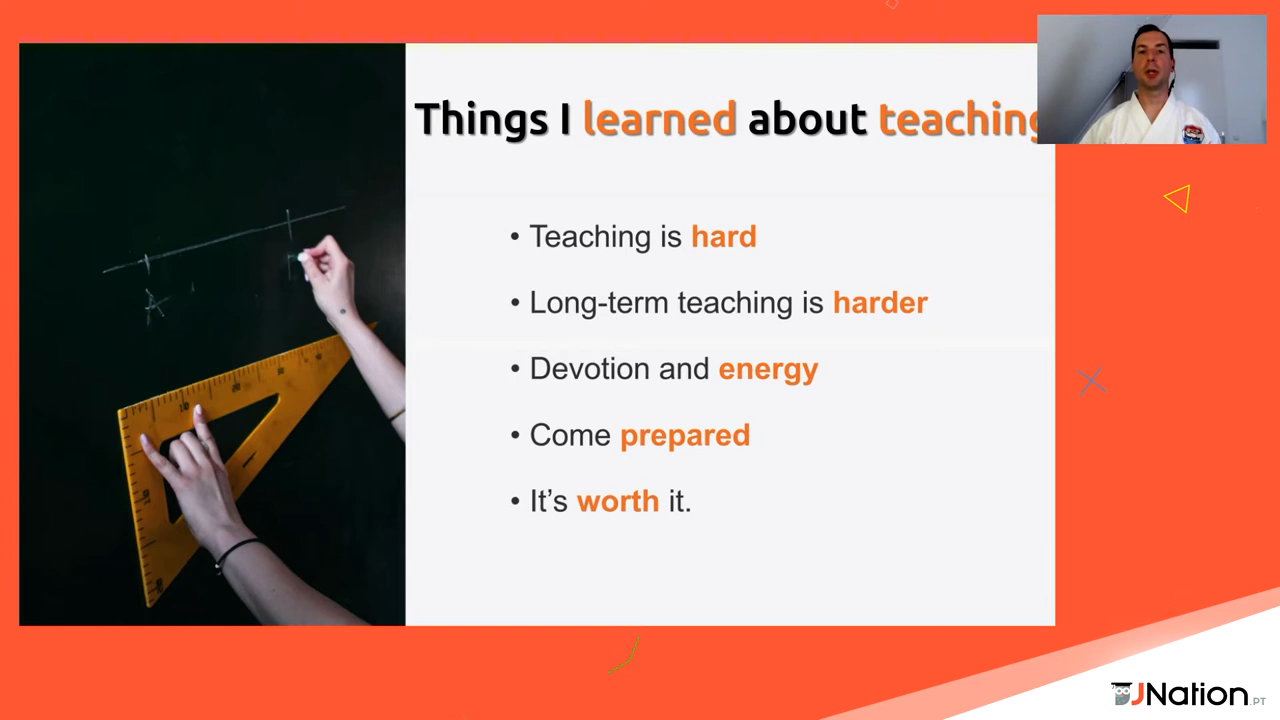 Things I learned about teaching
• Teaching is hard
• Long-term teaching is harder
• Devotion and energy
• Come prepared
• It’s worth it.
JNation.PT